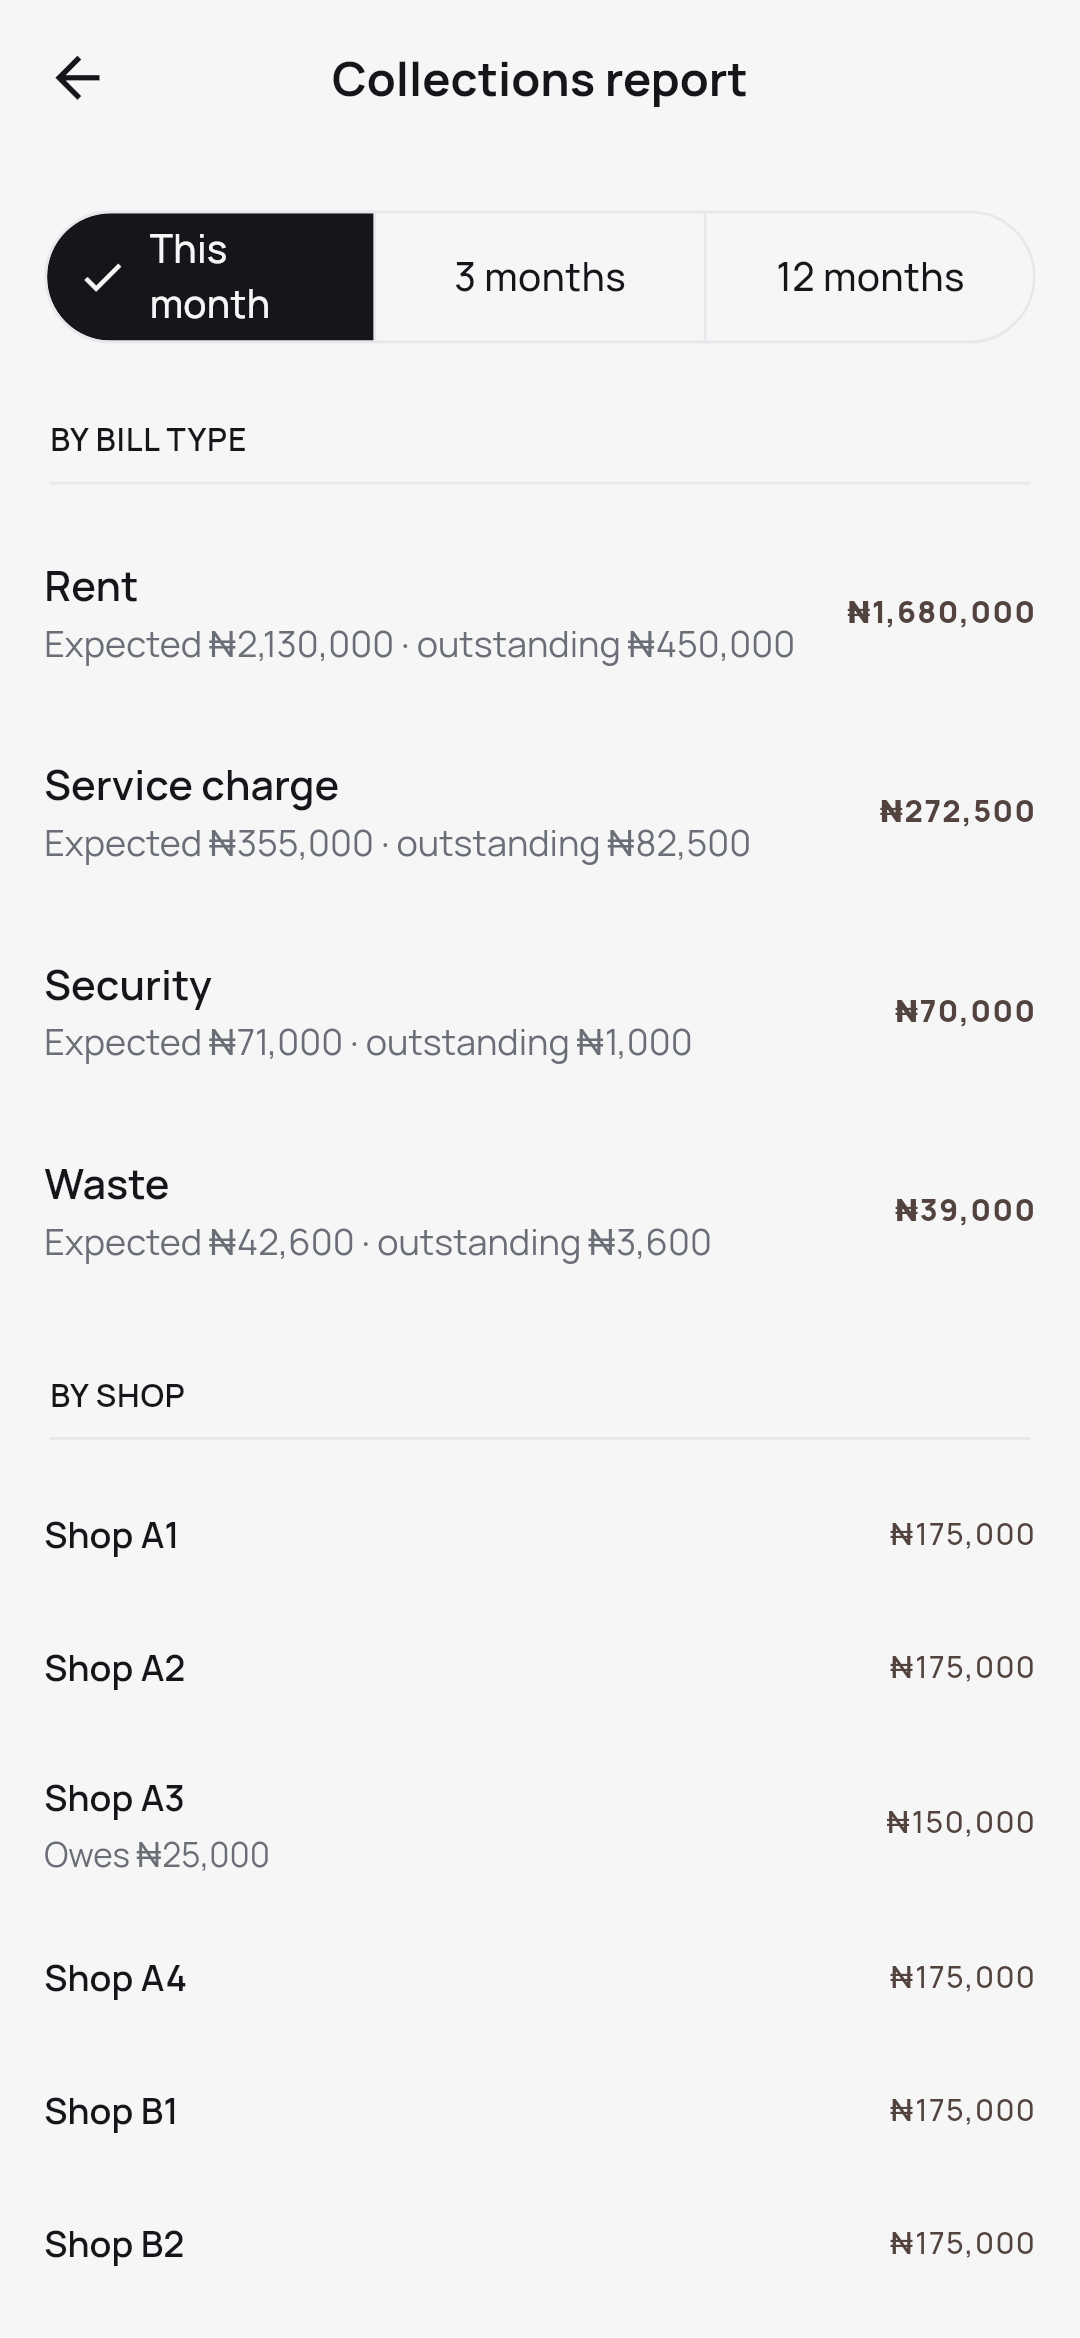 Collections report
This
month
3 months
12 months
BY BILL TYPE
Rent
Expected ₦2,130,000 · outstanding ₦450,000
₦1,680,000
Service charge
Expected ₦355,000 · outstanding ₦82,500
₦272,500
Security
Expected ₦71,000 · outstanding ₦1,000
₦70,000
Waste
Expected ₦42,600 · outstanding ₦3,600
₦39,000
BY SHOP
Shop A1
₦175,000
Shop A2
₦175,000
Shop A3
Owes ₦25,000
₦150,000
Shop A4
₦175,000
Shop B1
₦175,000
Shop B2
₦175,000